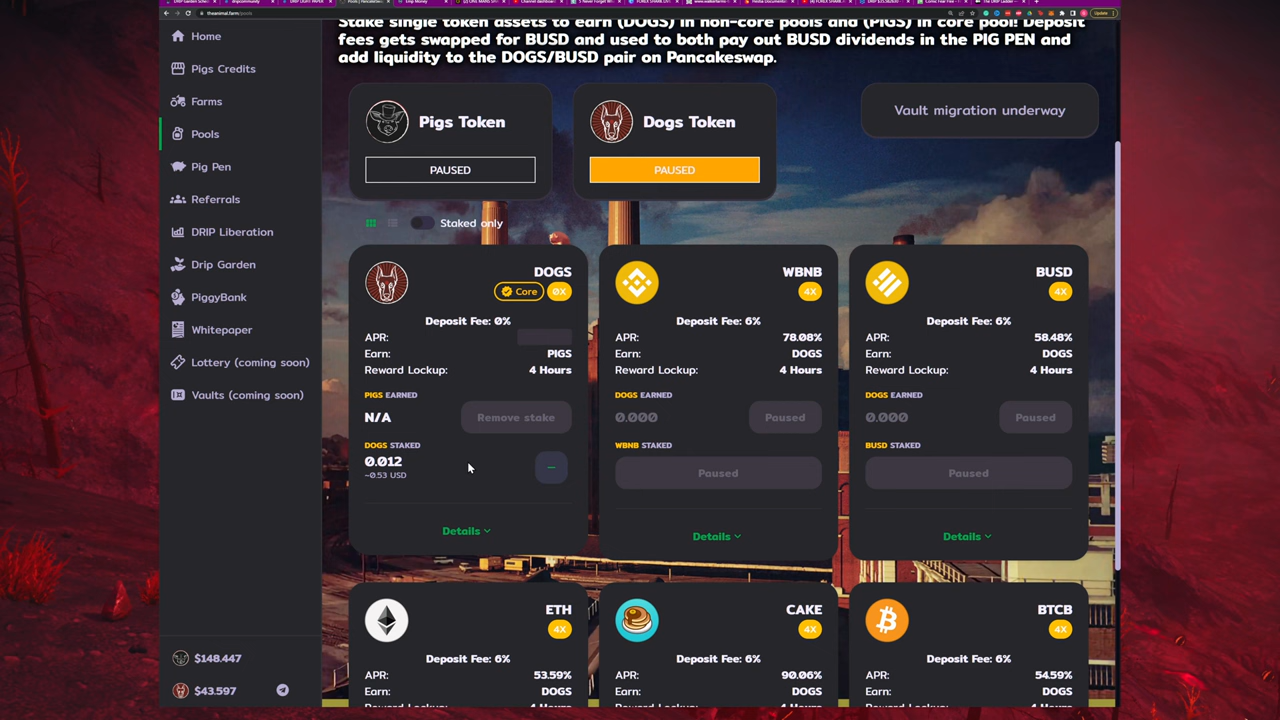 Stake single token assets to earn (DOGS) in non-core pools and (PIGS) in core pool Deposit
fees gets swapped for BUSD and used to both pay out BUSD dividends in the PIG PEN and
add liquidity to the DOGS/BUSD pair on Pancakeswap.
Home
Pigs Credits
Farms
Pools
Pig Pen
Referrals
DRIP Liberation
Drip Garden
PiggyBank
Whitepaper
Lottery (coming soon)
Vaults (coming soon)
$148.447
$43.597
Pigs Token
PAUSED
Dogs Token
PAUSED
Vault migration underway
Staked only
DOGS
Core
0X
Deposit Fee: 0%
APR:
Earn: PIGS
Reward Lockup: 4 Hours
PIGS EARNED
N/A
Remove stake
DOGS STAKED
0.012
~0.53 USD
Details
WBNB
4X
Deposit Fee: 6%
APR: 78.08%
Earn: DOGS
Reward Lockup: 4 Hours
DOGS EARNED
0.000
Paused
WBNB STAKED
Paused
Details
BUSD
4X
Deposit Fee: 6%
APR: 58.48%
Earn: DOGS
Reward Lockup: 4 Hours
DOGS EARNED
0.000
Paused
BUSD STAKED
Paused
Details
ETH
4X
Deposit Fee: 6%
APR: 53.59%
Earn: DOGS
CAKE
4X
Deposit Fee: 6%
APR: 90.06%
Earn: DOGS
BTCB
4X
Deposit Fee: 6%
APR: 54.59%
Earn: DOGS